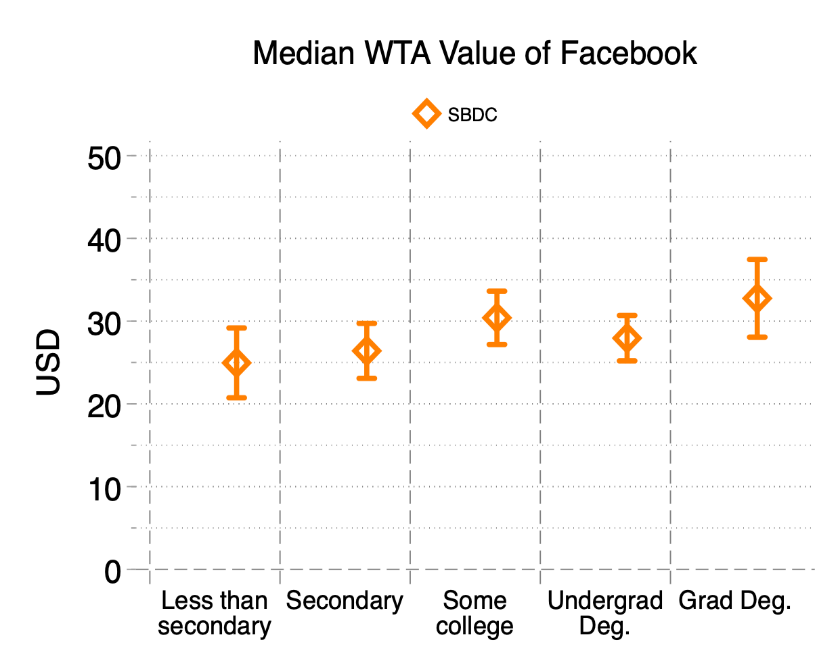 Median WTA Value of Facebook
SBDC
50
40
30
20
10
0
USD
Less than
secondary
Secondary
Some
college
Undergrad
Deg.
Grad Deg.